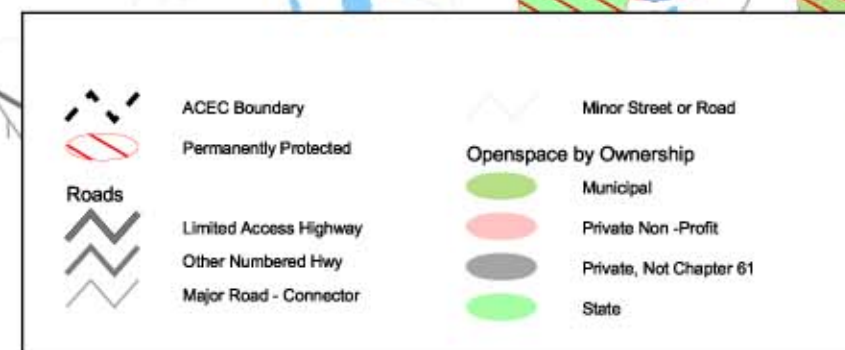 ACEC Boundary
Permanently Protected
Roads
Limited Access Highway
Other Numbered Hwy
Major Road - Connector
Minor Street or Road
Openspace by Ownership
Municipal
Private Non -Profit
Private, Not Chapter 61
State